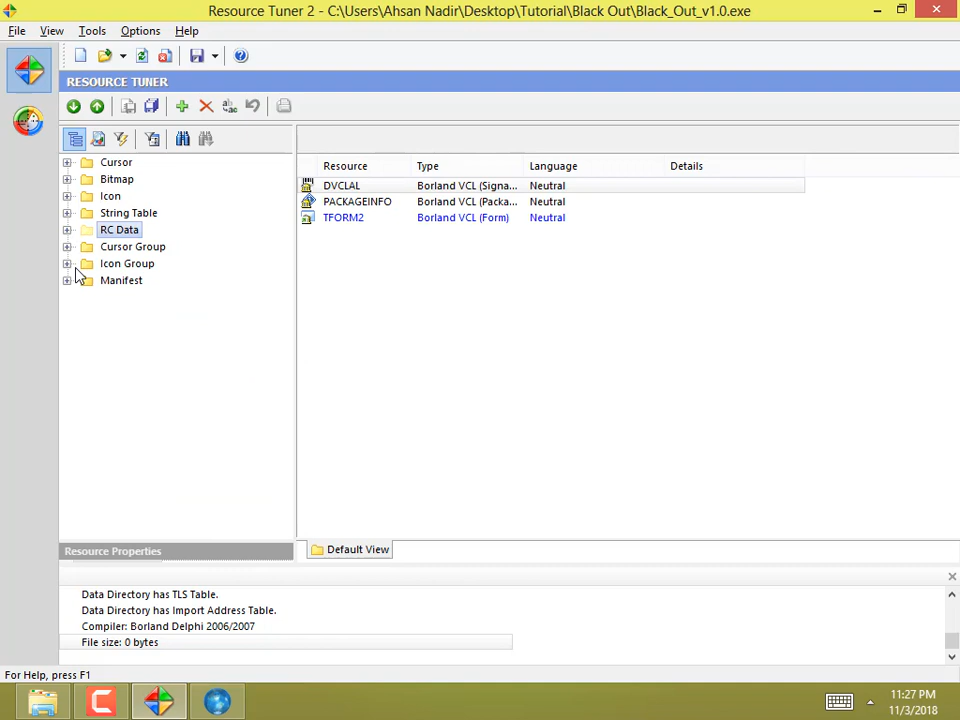 Resource Tuner 2 - C:\Users\Ahsan Nadir\Desktop\Tutorial\Black Out\Black_Out_v1.0.exe
File View Tools Options Help
RESOURCE TUNER
Resource Type Language Details
Cursor
Bitmap
Icon
String Table
RC Data
Cursor Group
Icon Group
Manifest
DVCLAL Borland VCL (Signa... Neutral
PACKAGEINFO Borland VCL (Packa... Neutral
TFORM2 Borland VCL (Form) Neutral
Default View
Resource Properties
Data Directory has TLS Table.
Data Directory has Import Address Table.
Compiler: Borland Delphi 2006/2007
File size: 0 bytes
For Help, press F1
11:27 PM
11/3/2018